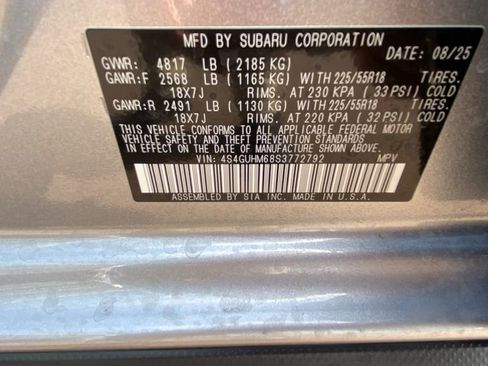 MFD BY SUBARU CORPORATION
DATE: 08/25
GVWR: 4817 LB (2185 KG)
GAWR:F 2568 LB (1165 KG) WITH 225/55R18 TIRES.
18X7J RIMS. AT 230 KPA (33 PSI) COLD
GAWR:R 2491 LB (1130 KG) WITH 225/55R18 TIRES.
18X7J RIMS. AT 220 KPA (32 PSI) COLD
THIS VEHICLE CONFORMS TO ALL APPLICABLE FEDERAL MOTOR
VEHICLE SAFETY AND THEFT PREVENTION STANDARDS IN
EFFECT ON THE DATE OF MANUFACTURE SHOWN ABOVE.
VIN: 4S4GUHM68S3772792 MPV
ASSEMBLED BY SIA INC. MADE IN U.S.A.